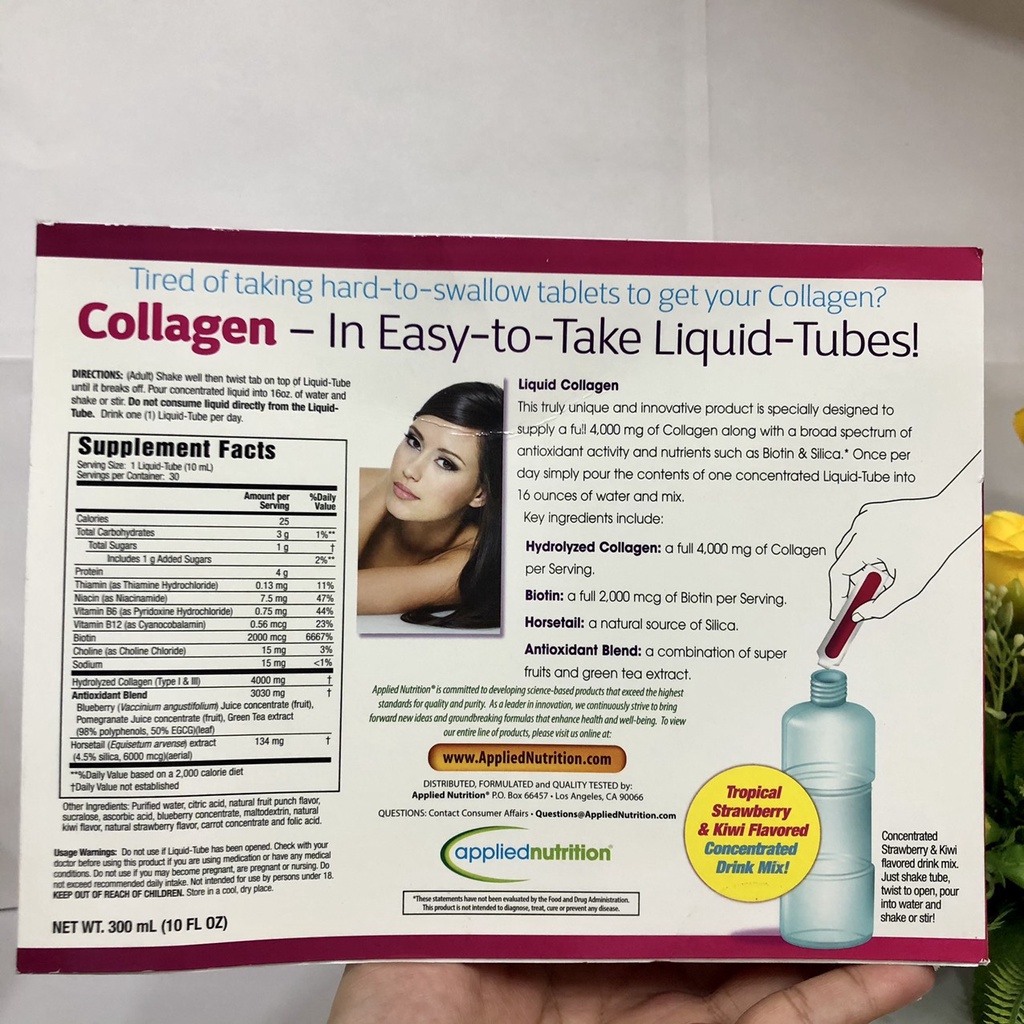 Tired of taking hard-to-swallow tablets to get your Collagen?
Collagen – In Easy-to-Take Liquid-Tubes!
DIRECTIONS: (Adult) Shake well then twist tab on top of Liquid-Tube
until it breaks off. Pour concentrated liquid into 16oz. of water and
shake or stir. Do not consume liquid directly from the Liquid-
Tube. Drink one (1) Liquid-Tube per day.
Supplement Facts
Serving Size: 1 Liquid-Tube (10 mL)
Servings per Container: 30
Amount per Serving %Daily Value
Calories 25
Total Carbohydrates 3 g 1%**
Total Sugars 1 g †
Includes 1 g Added Sugars 2%**
Protein 4 g
Thiamin (as Thiamine Hydrochloride) 0.13 mg 11%
Niacin (as Niacinamide) 7.5 mg 47%
Vitamin B6 (as Pyridoxine Hydrochloride) 0.75 mg 44%
Vitamin B12 (as Cyanocobalamin) 0.56 mcg 23%
Biotin 2000 mcg 6667%
Choline (as Choline Chloride) 15 mg 3%
Sodium 15 mg <1%
Hydrolyzed Collagen (Type I & III) 4000 mg †
Antioxidant Blend 3030 mg †
Blueberry (Vaccinium angustifolium) Juice concentrate (fruit),
Pomegranate Juice concentrate (fruit), Green Tea extract
(98% polyphenols, 50% EGCG)(leaf)
Horsetail (Equisetum arvense) extract 134 mg †
(4.5% silica, 6000 mcg)(aerial)
**%Daily Value based on a 2,000 calorie diet
†Daily Value not established
Other Ingredients: Purified water, citric acid, natural fruit punch flavor,
sucralose, ascorbic acid, blueberry concentrate, maltodextrin, natural
kiwi flavor, natural strawberry flavor, carrot concentrate and folic acid.
Usage Warnings: Do not use if Liquid-Tube has been opened. Check with your
doctor before using this product if you are using medication or have any medical
conditions. Do not use if you may become pregnant, are pregnant or nursing. Do
not exceed recommended daily intake. Not intended for use by persons under 18.
KEEP OUT OF REACH OF CHILDREN. Store in a cool, dry place.
NET WT. 300 mL (10 FL OZ)
Liquid Collagen
This truly unique and innovative product is specially designed to
supply a full 4,000 mg of Collagen along with a broad spectrum of
antioxidant activity and nutrients such as Biotin & Silica.* Once per
day simply pour the contents of one concentrated Liquid-Tube into
16 ounces of water and mix.
Key ingredients include:
Hydrolyzed Collagen: a full 4,000 mg of Collagen
per Serving.
Biotin: a full 2,000 mcg of Biotin per Serving.
Horsetail: a natural source of Silica.
Antioxidant Blend: a combination of super
fruits and green tea extract.
Applied Nutrition® is committed to developing science-based products that exceed the highest
standards for quality and purity. As a leader in innovation, we continuously strive to bring
forward new ideas and groundbreaking formulas that enhance health and well-being. To view
our entire line of products, please visit us online at:
www.AppliedNutrition.com
DISTRIBUTED, FORMULATED and QUALITY TESTED by:
Applied Nutrition® P.O. Box 66457 • Los Angeles, CA 90066
QUESTIONS: Contact Consumer Affairs • Questions@AppliedNutrition.com
appliednutrition®
*These statements have not been evaluated by the Food and Drug Administration.
This product is not intended to diagnose, treat, cure or prevent any disease.
Tropical
Strawberry
& Kiwi Flavored
Concentrated
Drink Mix!
Concentrated
Strawberry & Kiwi
flavored drink mix.
Just shake tube,
twist to open, pour
into water and
shake or stir!